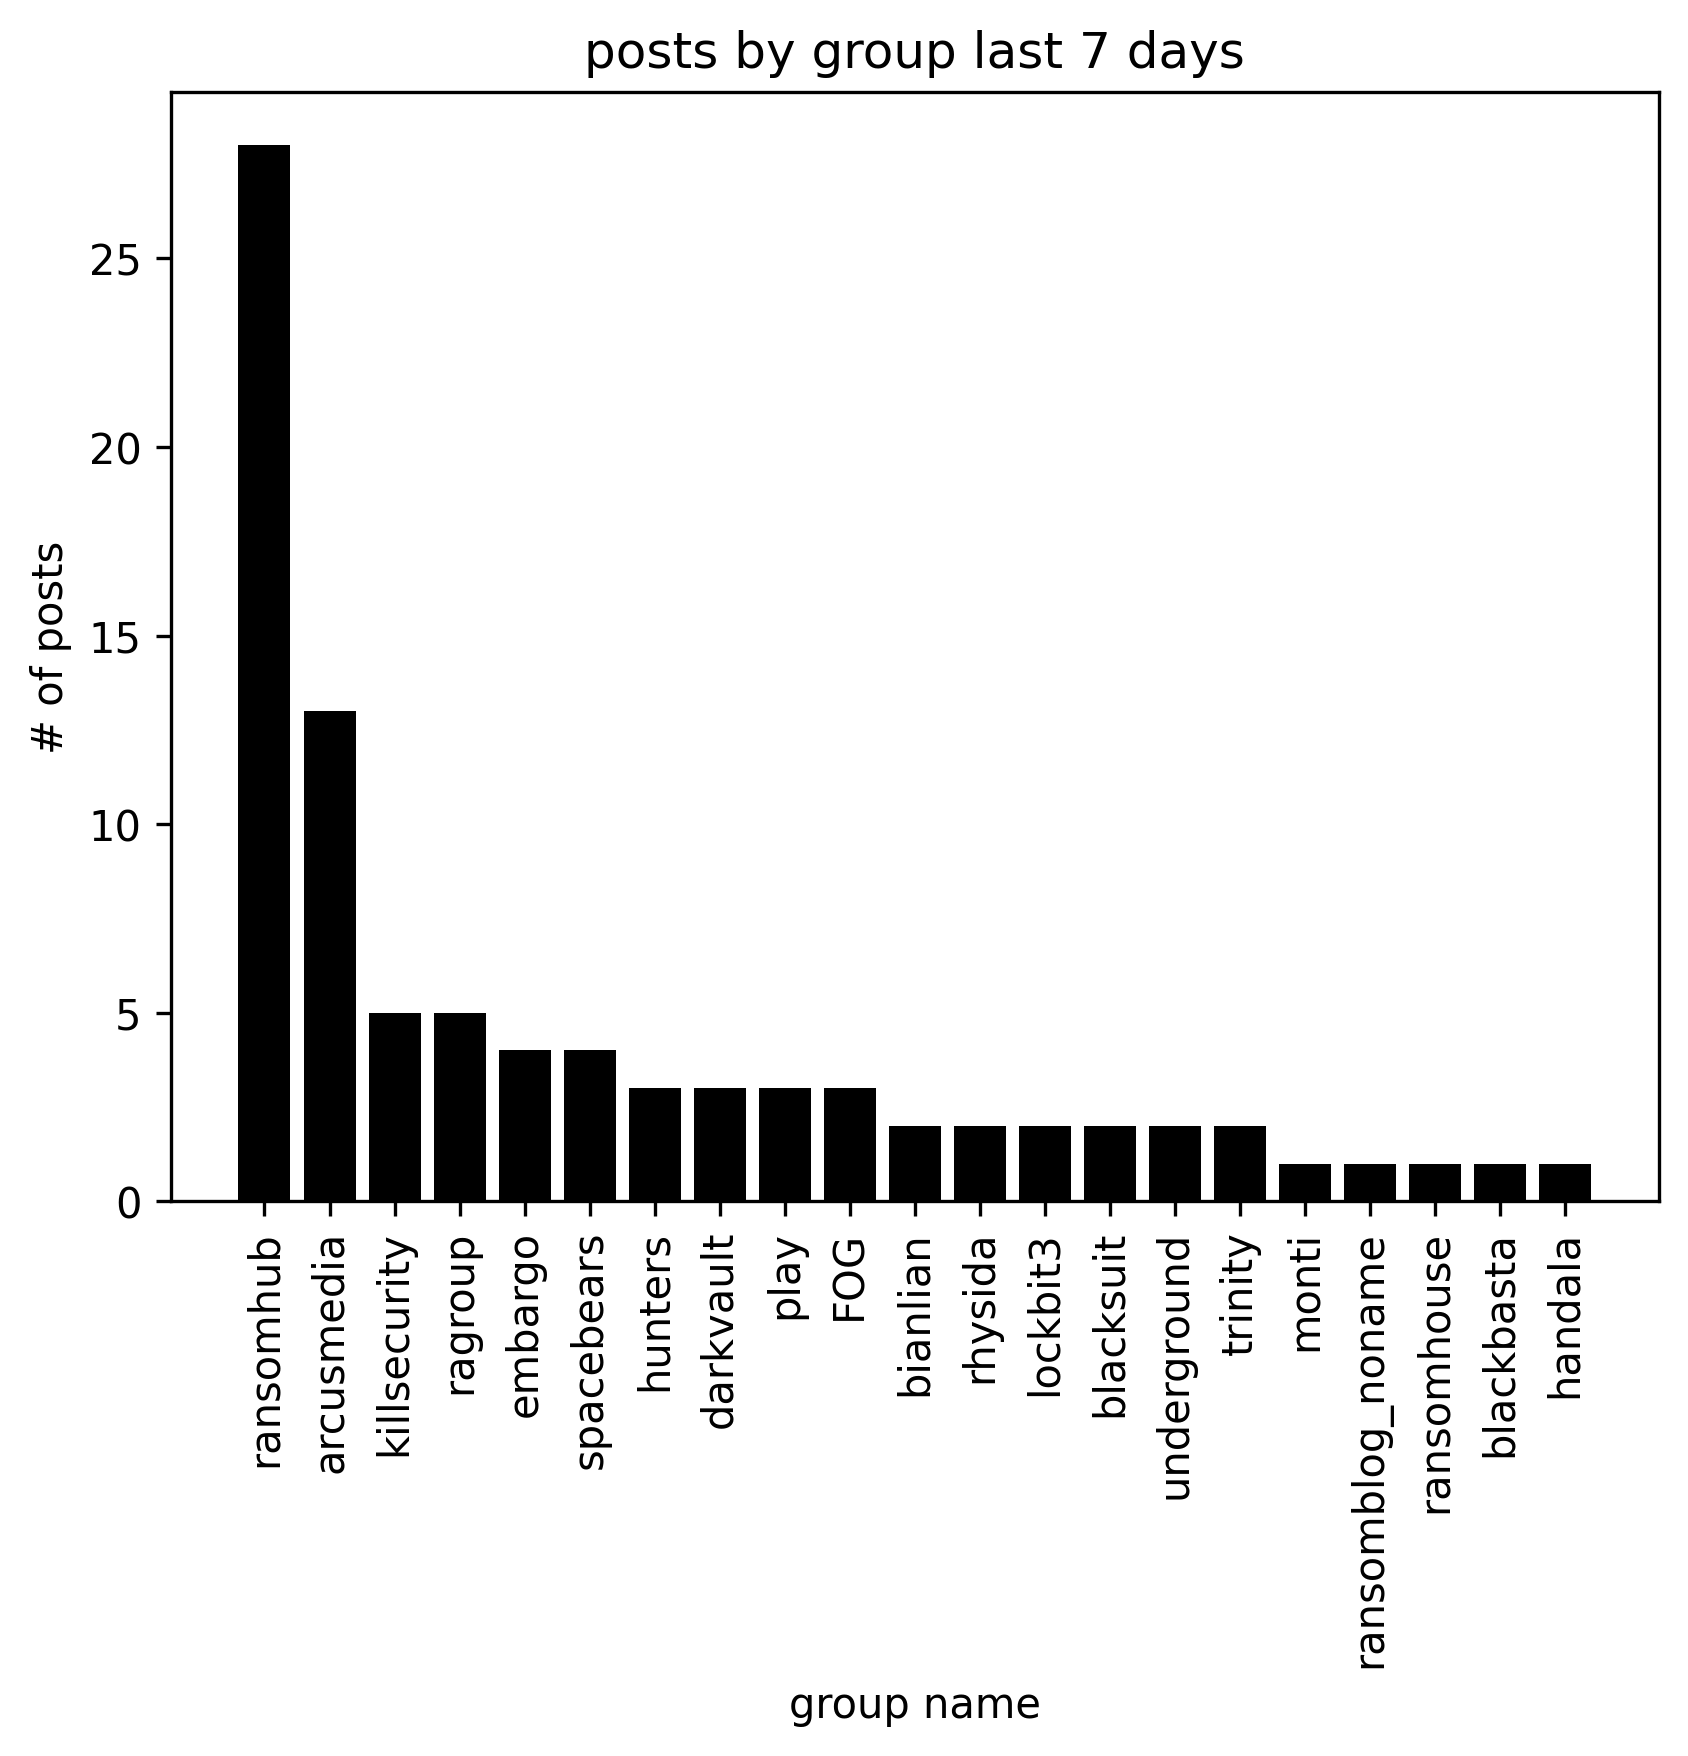 posts by group last 7 days
# of posts
25
20
15
10
5
0
ransomhub
arcusmedia
killsecurity
ragroup
embargo
spacebears
hunters
darkvault
play
FOG
bianlian
rhysida
lockbit3
blacksuit
underground
trinity
monti
ransomblog_noname
ransomhouse
blackbasta
handala
group name